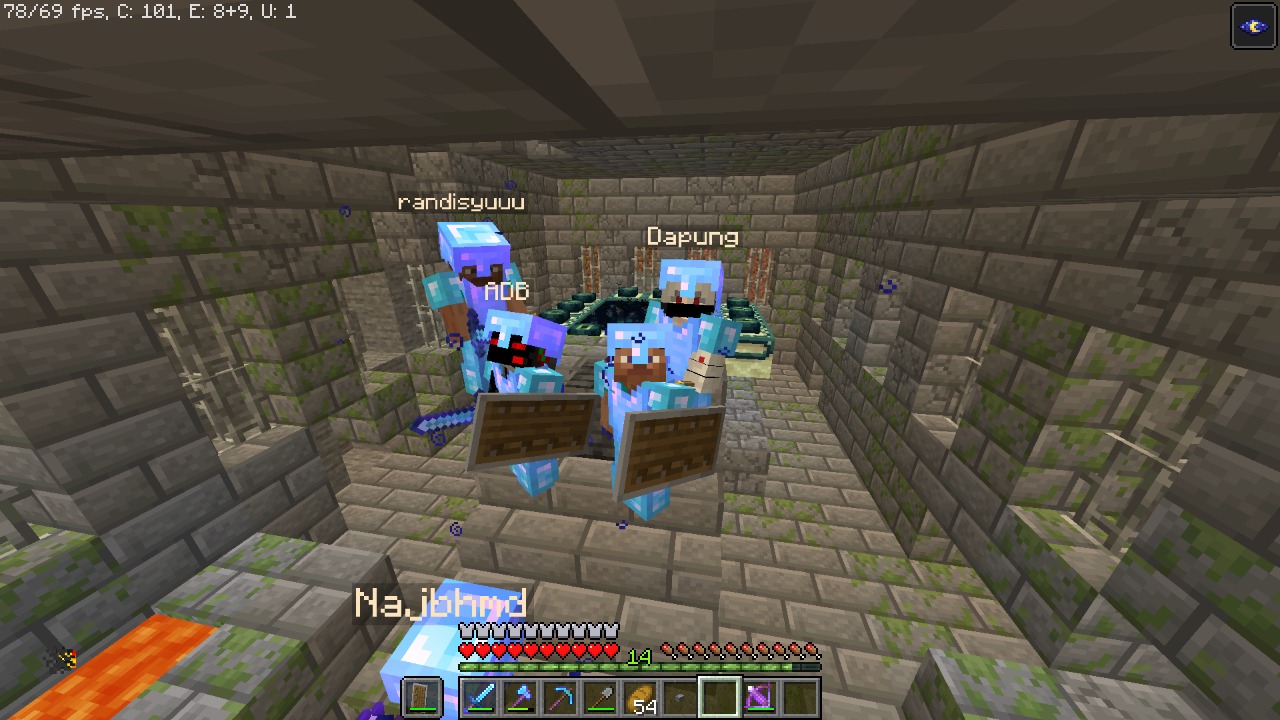 78/69 fps, C: 101, E: 8+9, U: 1
randisyuuu
Dapung
ADB
Najbhmd
14
54